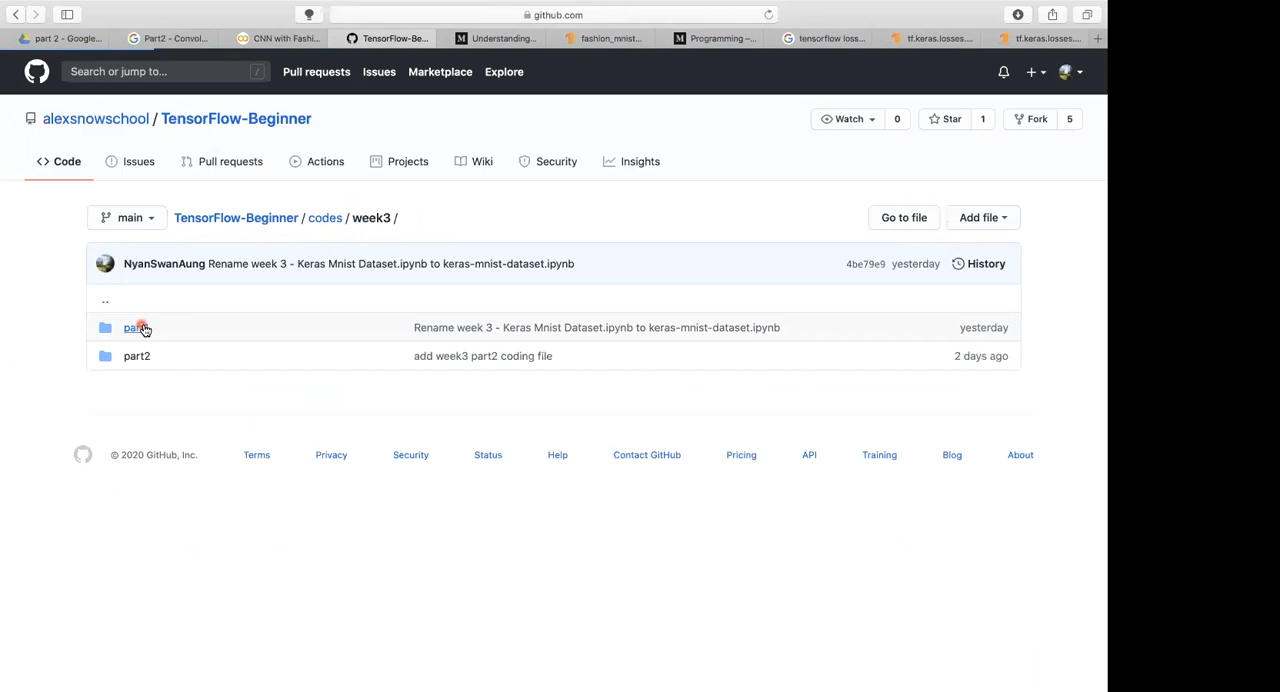 github.com
part 2 - Google...
Part2 - Convol...
CNN with Fashi...
TensorFlow-Be...
Understanding...
fashion_mnist...
Programming –...
tensorflow loss...
tf.keras.losses....
tf.keras.losses....
Search or jump to... /
Pull requests Issues Marketplace Explore
alexsnowschool / TensorFlow-Beginner
Watch 0 Star 1 Fork 5
Code Issues Pull requests Actions Projects Wiki Security Insights
main TensorFlow-Beginner / codes / week3 / Go to file Add file
NyanSwanAung Rename week 3 - Keras Mnist Dataset.ipynb to keras-mnist-dataset.ipynb 4be79e9 yesterday History
..
Rename week 3 - Keras Mnist Dataset.ipynb to keras-mnist-dataset.ipynb yesterday
part2 add week3 part2 coding file 2 days ago
© 2020 GitHub, Inc. Terms Privacy Security Status Help Contact GitHub Pricing API Training Blog About